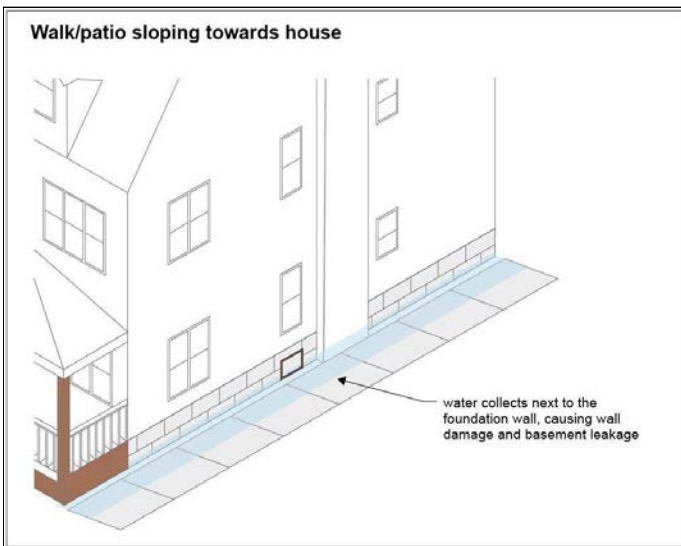 Walk/patio sloping towards house
water collects next to the
foundation wall, causing wall
damage and basement leakage